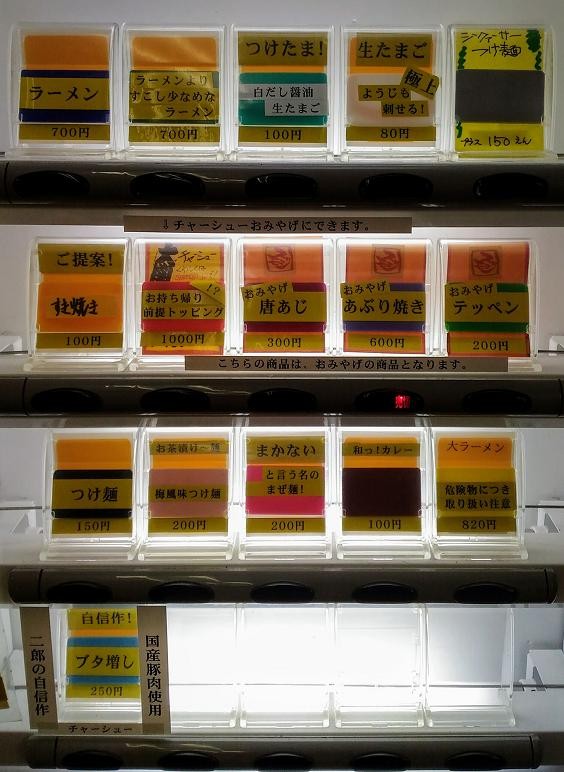 ラーメン
700円
ラーメンより
すこし少なめな
ラーメン
700円
つけたま!
白だし醤油
生たまご
100円
生たまご
極上
ようじも
刺せる!
80円
シークァーサー
つけ麺
プラス 150えん
⇩チャーシューおみやげにできます。
ご提案!
牡蠣き
100円
チャーシュー
!?
お持ち帰り
前提トッピング
1000円
おみやげ
唐あじ
300円
おみやげ
あぶり焼き
600円
おみやげ
テッペン
200円
こちらの商品は、おみやげの商品となります。
つけ麺
150円
お茶漬け〜麺
梅風味つけ麺
200円
まかない
と言う名の
まぜ麺!
200円
和っ!カレー
100円
大ラーメン
危険物につき
取り扱い注意
820円
二郎の自信作
自信作!
ブタ増し
250円
国産豚肉使用
チャーシュー